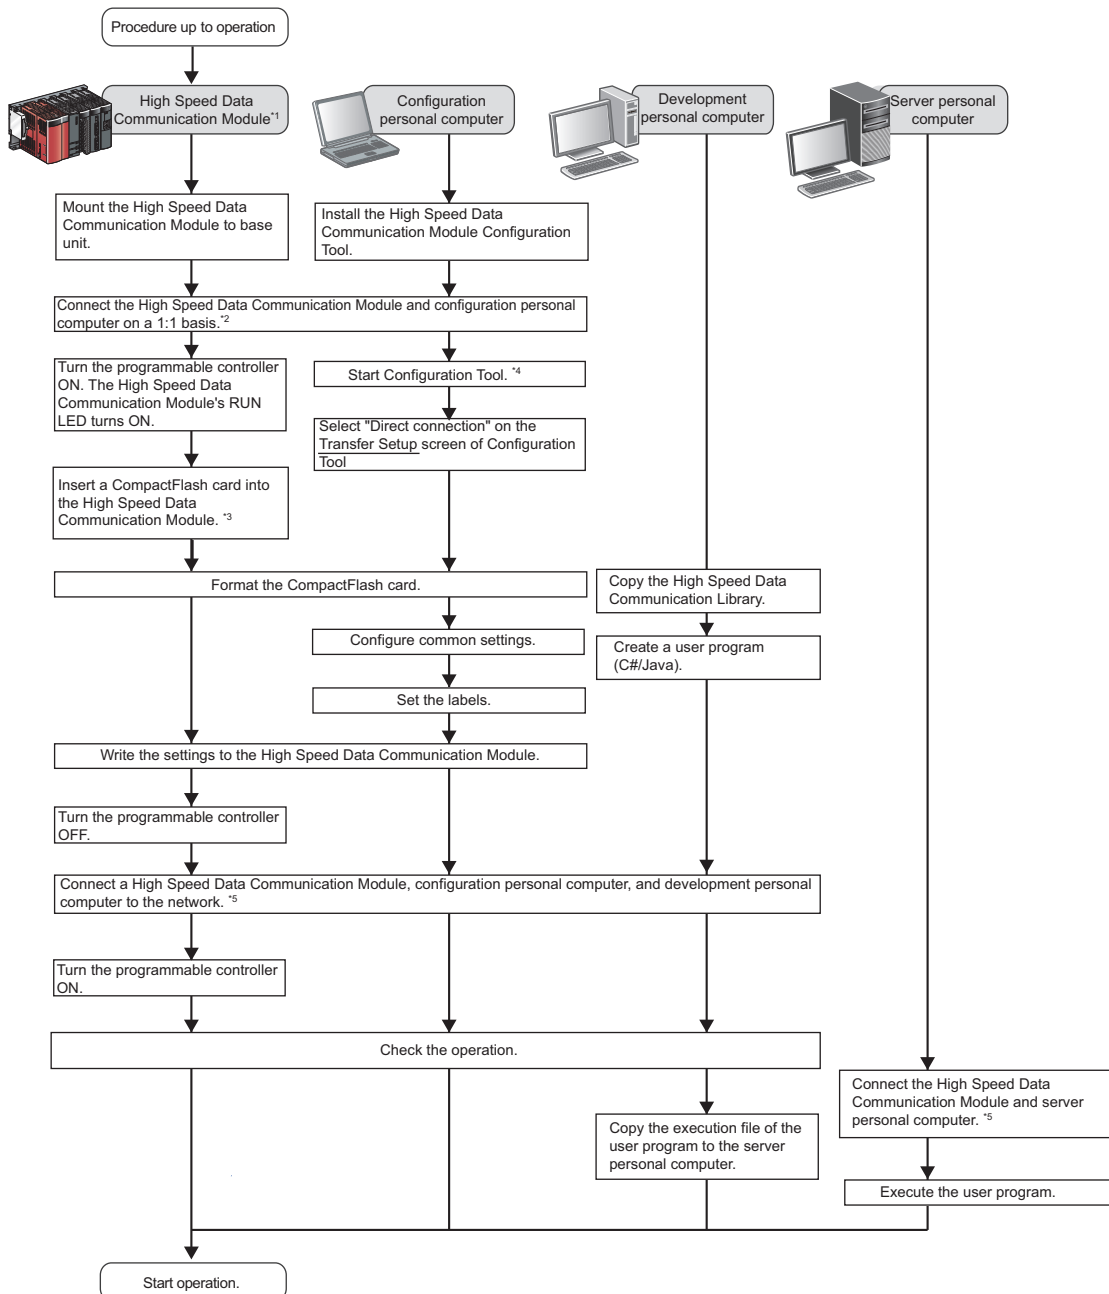 Procedure up to operation
High Speed Data
Communication Module*1
Configuration
personal computer
Development
personal computer
Server personal
computer
Mount the High Speed Data
Communication Module to base
unit.
Install the High Speed Data
Communication Module Configuration
Tool.
Connect the High Speed Data Communication Module and configuration personal
computer on a 1:1 basis.*2
Turn the programmable controller
ON. The High Speed Data
Communication Module's RUN
LED turns ON.
Start Configuration Tool. *4
Select "Direct connection" on the
Transfer Setup screen of Configuration
Tool
Insert a CompactFlash card into
the High Speed Data
Communication Module. *3
Format the CompactFlash card.
Copy the High Speed Data
Communication Library.
Configure common settings.
Create a user program
(C#/Java).
Set the labels.
Write the settings to the High Speed Data Communication Module.
Turn the programmable controller
OFF.
Connect a High Speed Data Communication Module, configuration personal computer, and development personal
computer to the network. *5
Turn the programmable controller
ON.
Check the operation.
Connect the High Speed Data
Communication Module and server
personal computer. *5
Copy the execution file of the
user program to the server
personal computer.
Execute the user program.
Start operation.